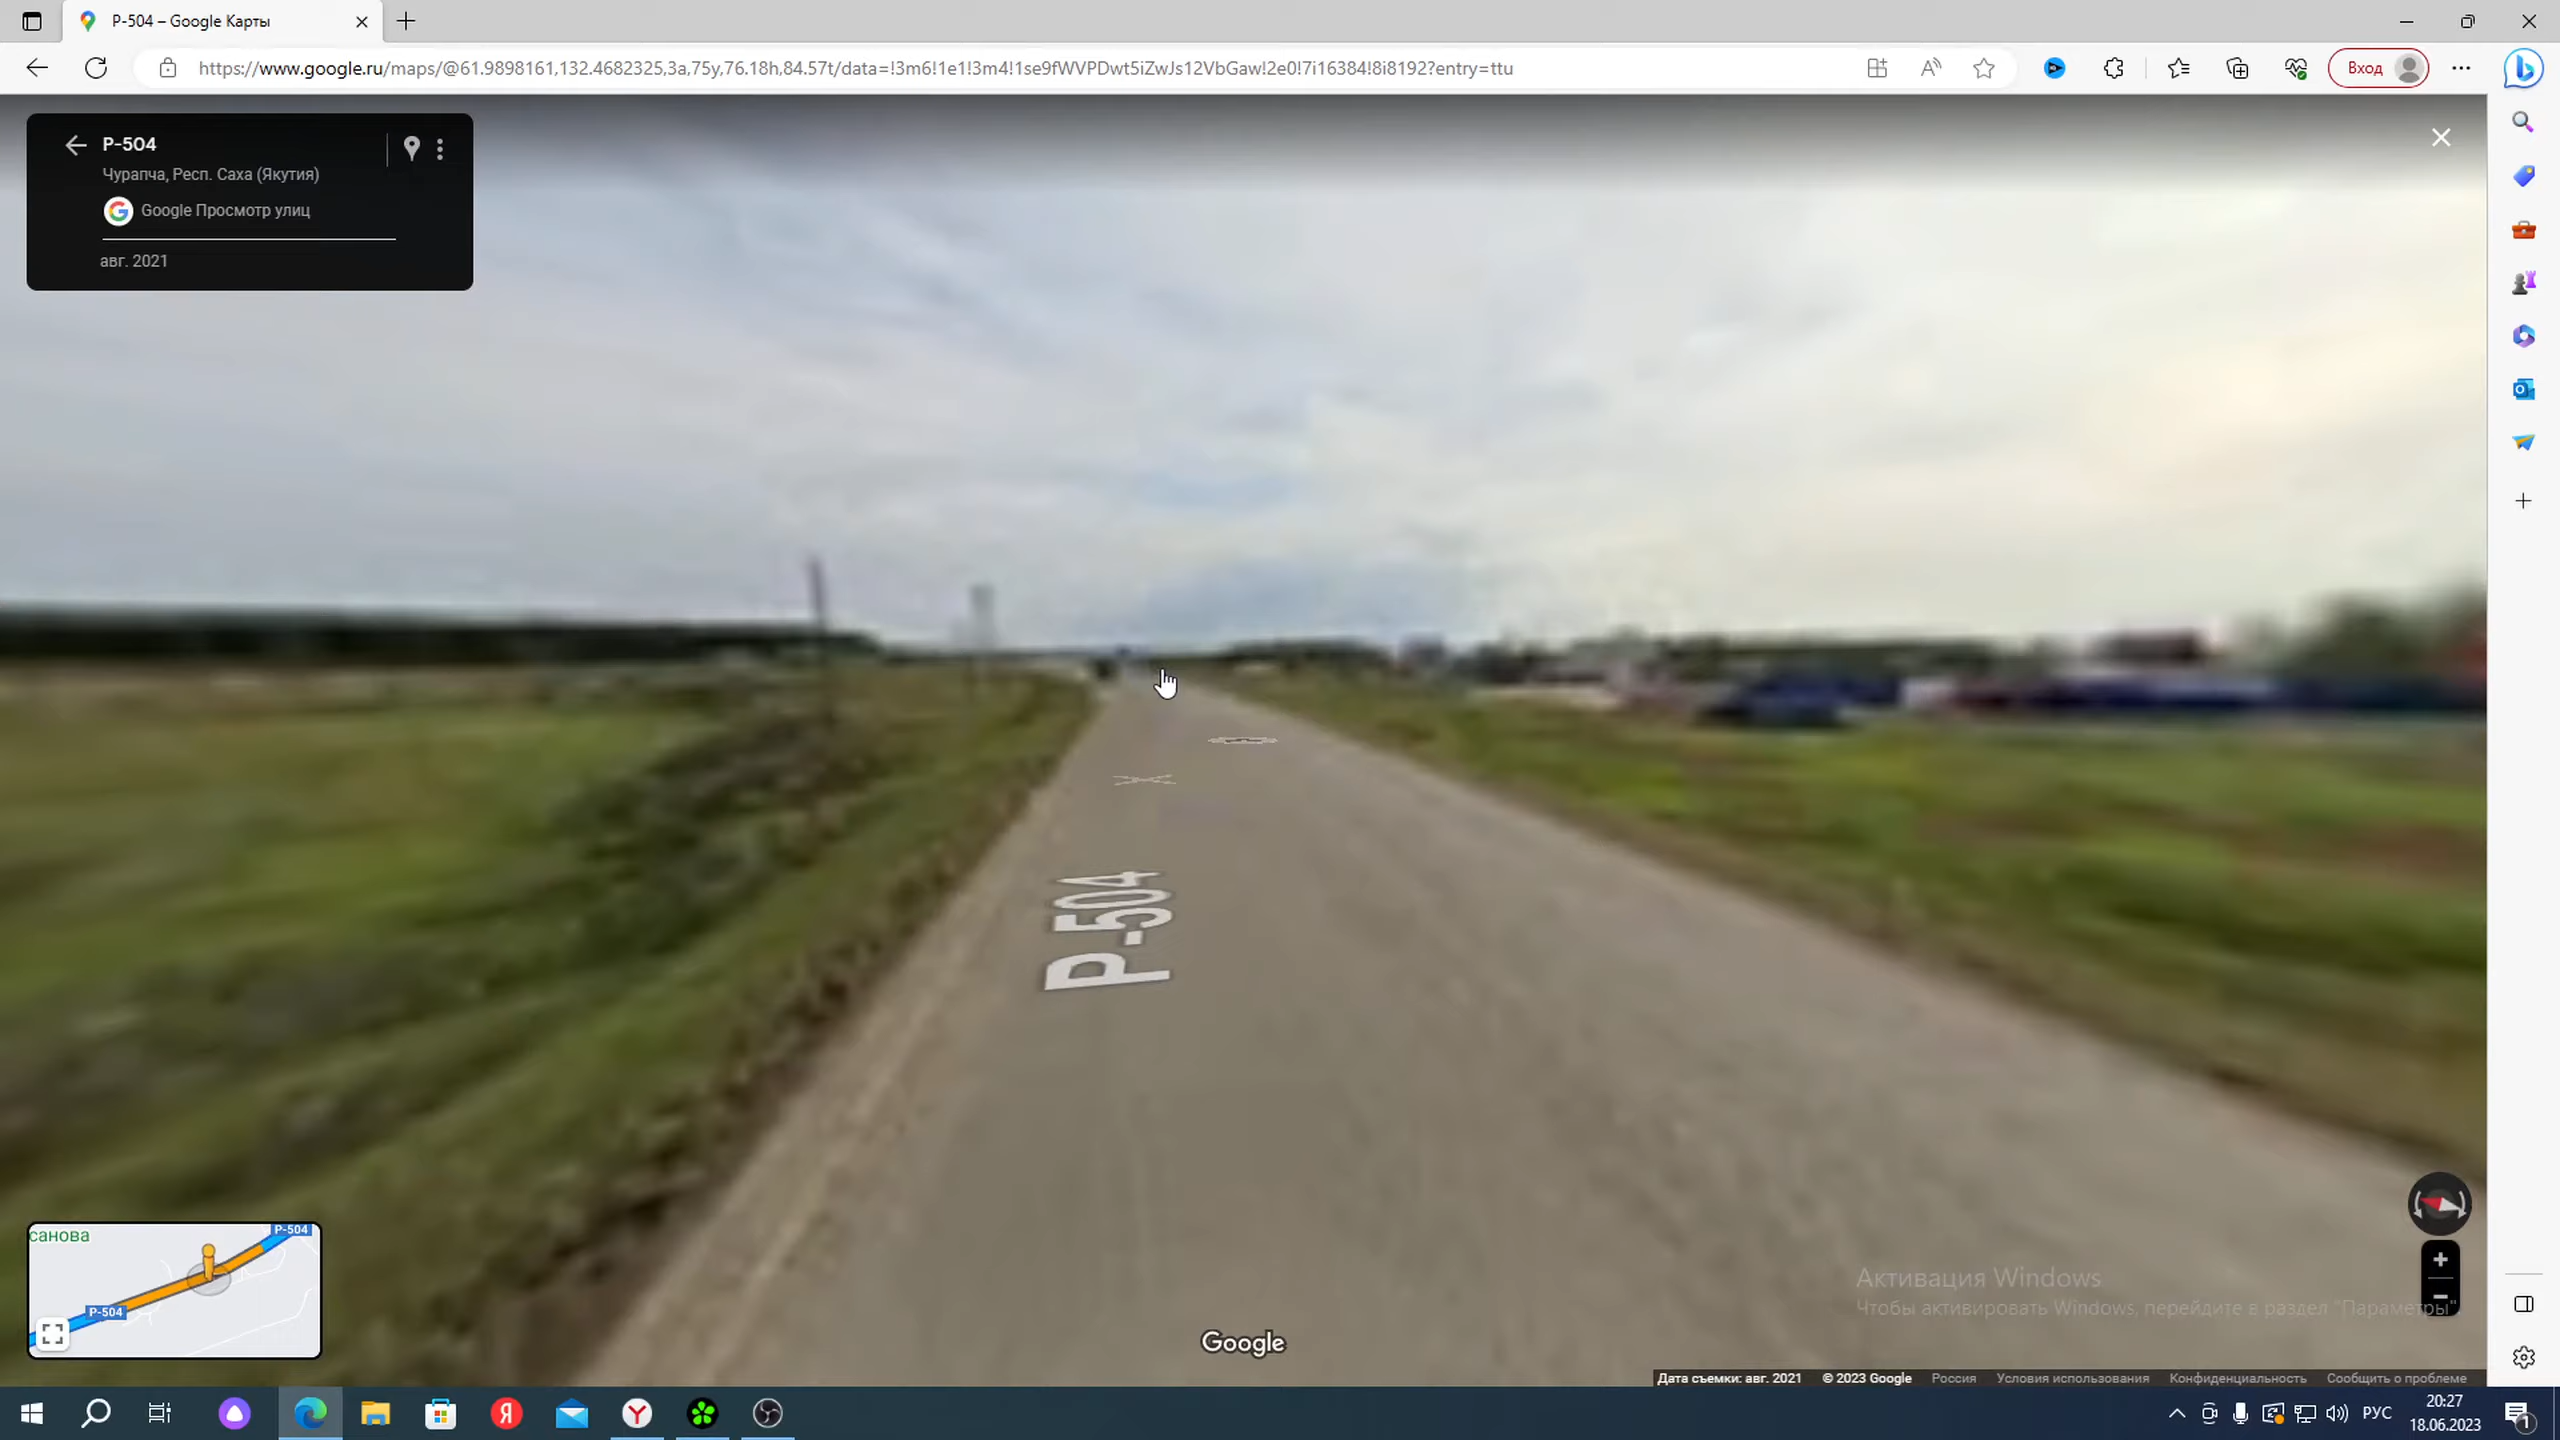 P-504 – Google Карты
https://www.google.ru/maps/@61.9898161,132.4682325,3a,75y,76.18h,84.57t/data=!3m6!1e1!3m4!1se9fWVPDwt5iZwJs12VbGaw!2e0!7i16384!8i8192?entry=ttu
Вход
Р-504
Чурапча, Респ. Саха (Якутия)
Google Просмотр улиц
авг. 2021
Р-504
санова
Р-504
Р-504
Активация Windows
Чтобы активировать Windows, перейдите в раздел "Параметры"
Google
Дата съемки: авг. 2021 © 2023 Google Россия Условия использования Конфиденциальность Сообщить о проблеме
РУС
20:27
18.06.2023
1